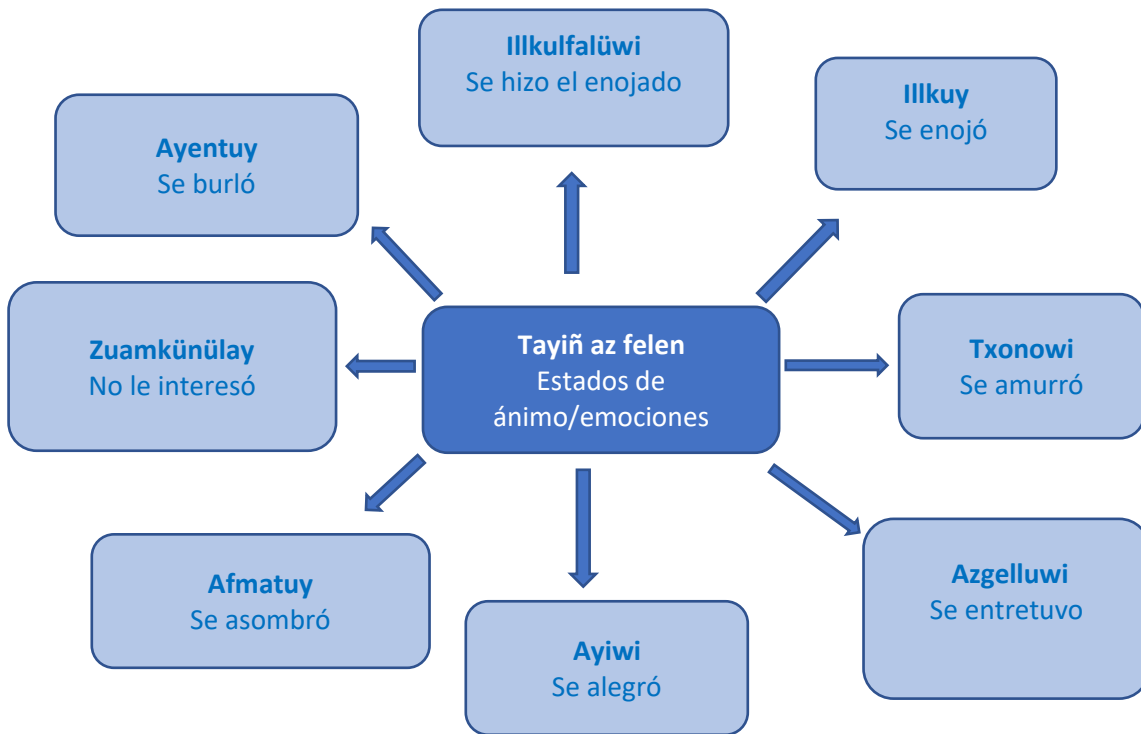 Illkulfalüwi
Se hizo el enojado
Illkuy
Se enojó
Ayentuy
Se burló
Zuamkünülay
No le interesó
Tayiñ az felen
Estados de
ánimo/emociones
Txonowi
Se amurró
Afmatuy
Se asombró
Ayiwi
Se alegró
Azgelluwi
Se entretuvo